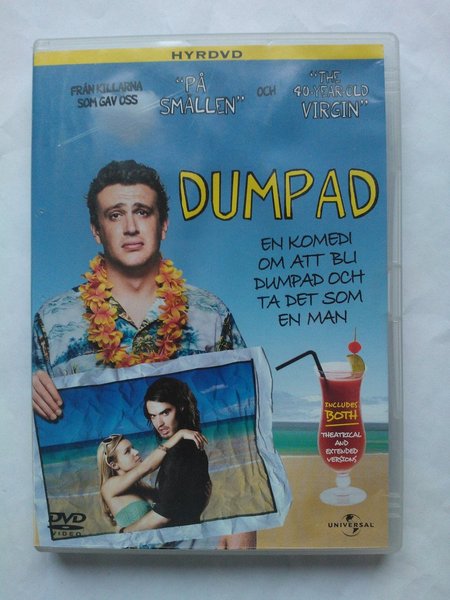 HYRDVD
FRÅN KILLARNA
SOM GAV OSS
"PÅ
SMÄLLEN"
OCH
"THE
40-YEAR-OLD
VIRGIN"
DUMPAD
EN KOMEDI
OM ATT BLI
DUMPAD OCH
TA DET SOM
EN MAN
INCLUDES
BOTH
THEATRICAL
AND
EXTENDED
VERSIONS
DVD
VIDEO
UNIVERSAL